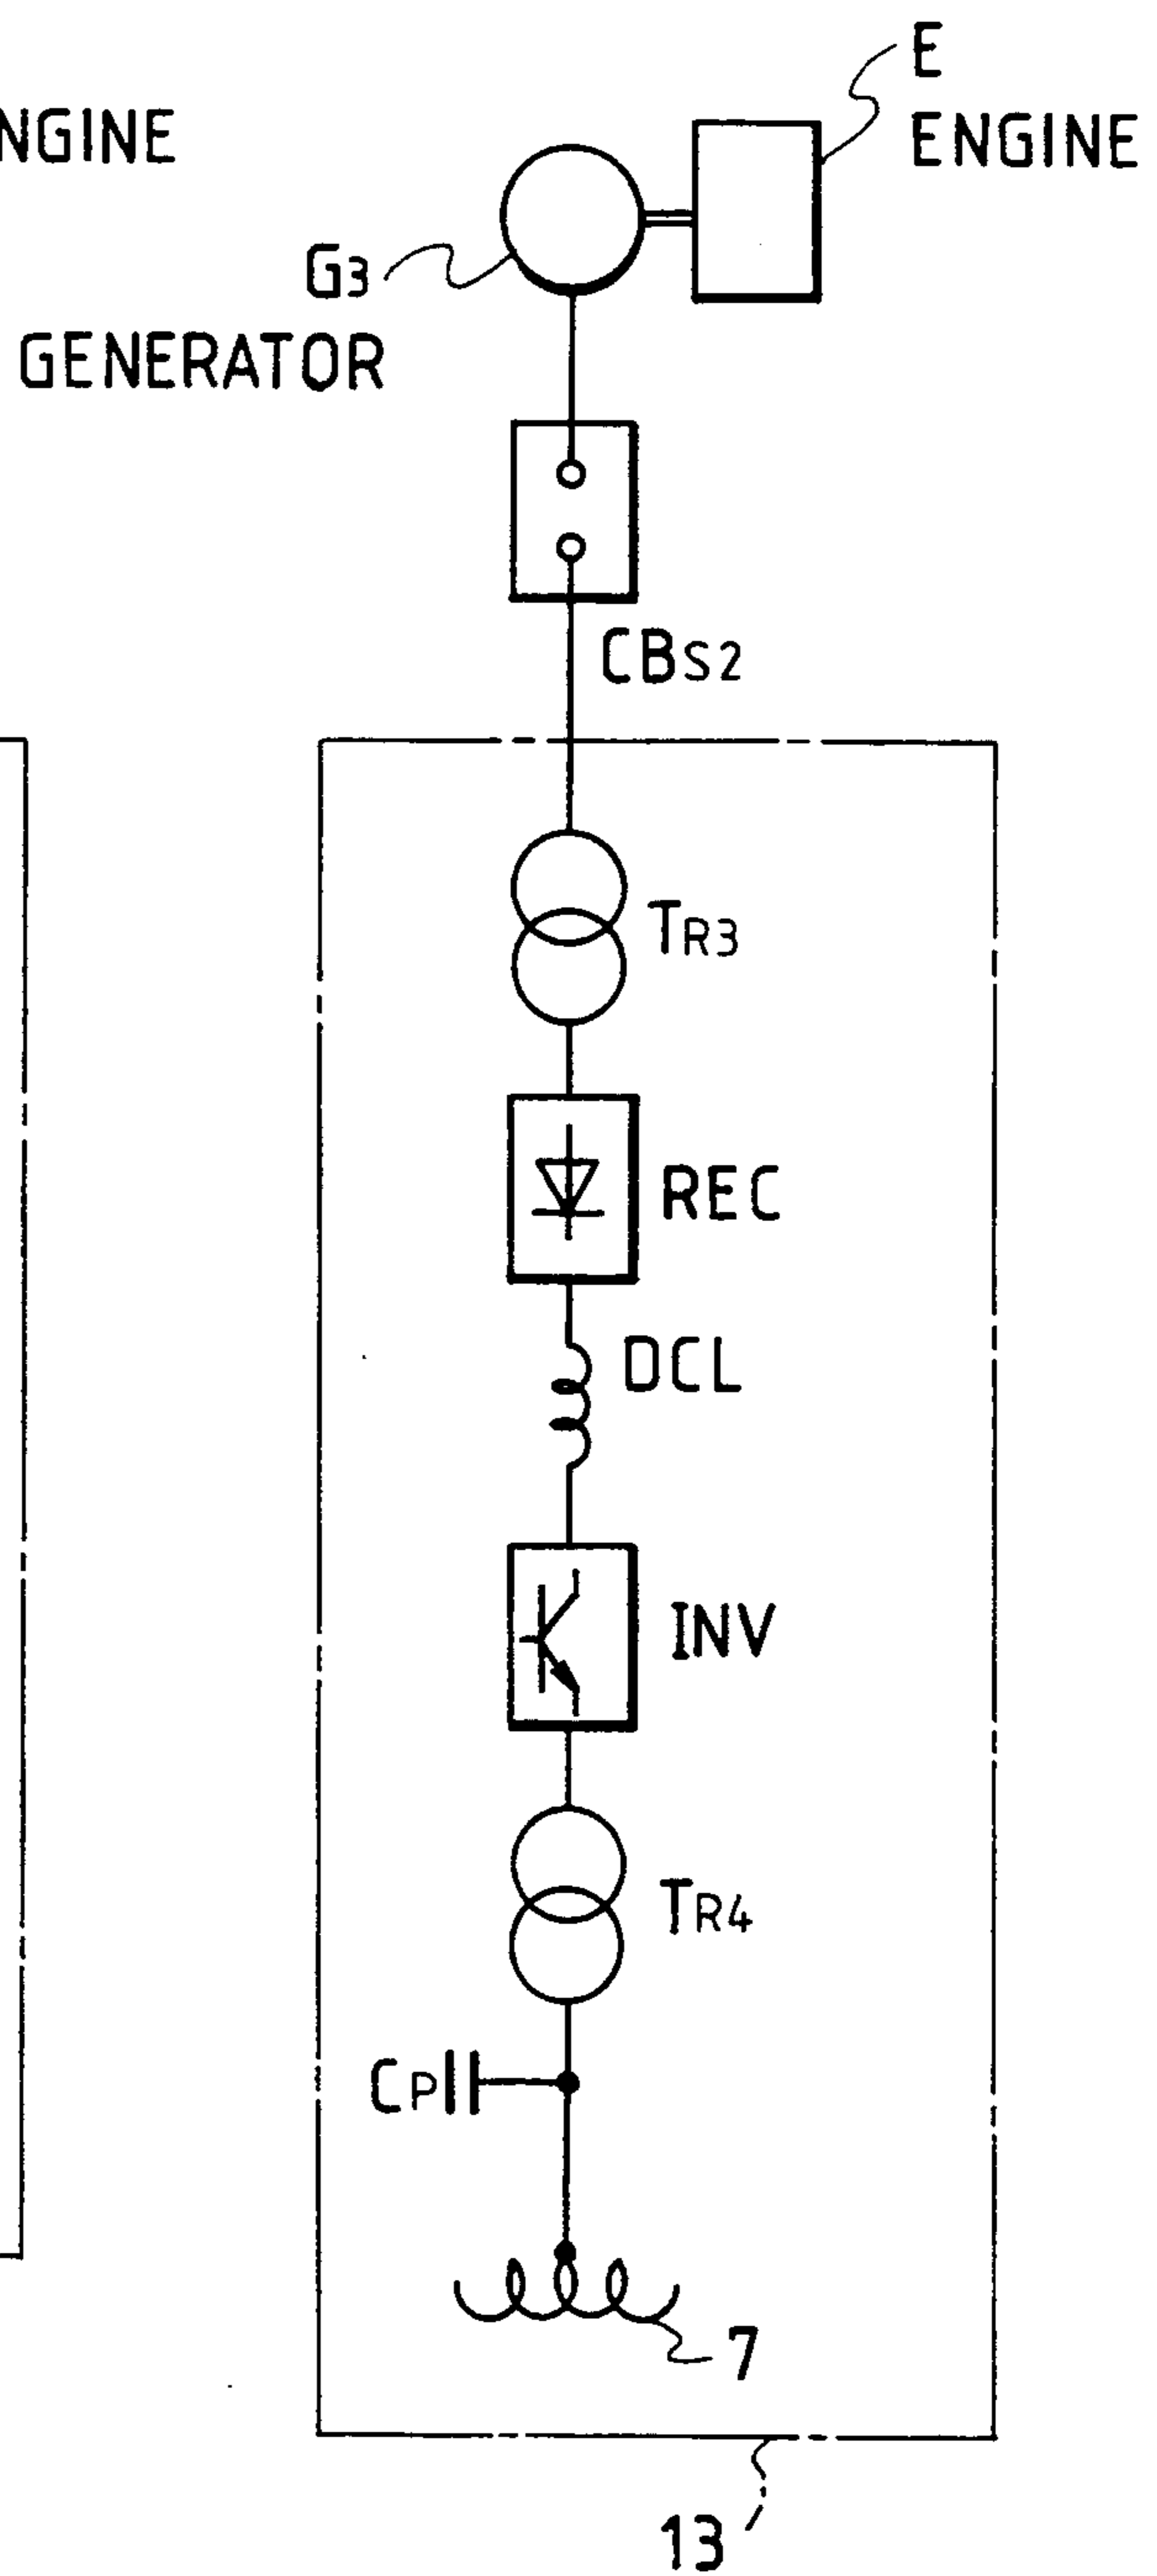 E
ENGINE
NGINE
G3
GENERATOR
CBS2
TR3
REC
DCL
INV
TR4
CP
7
13